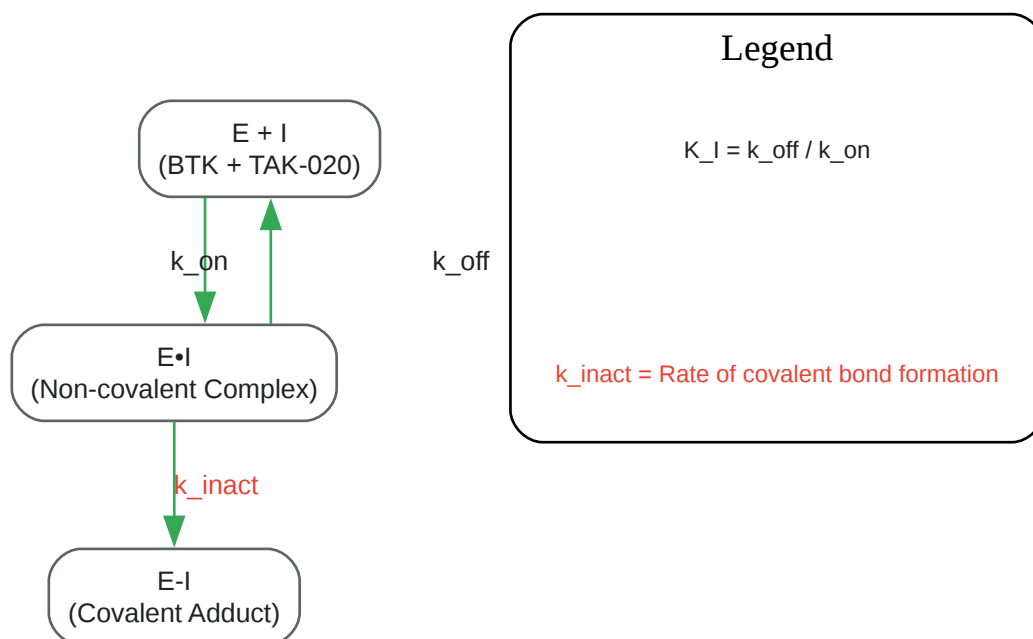 E + I
(BTK + TAK-020)
k_on
k_off
E•I
(Non-covalent Complex)
k_inact
E-I
(Covalent Adduct)
Legend
K_I = k_off / k_on
k_inact = Rate of covalent bond formation